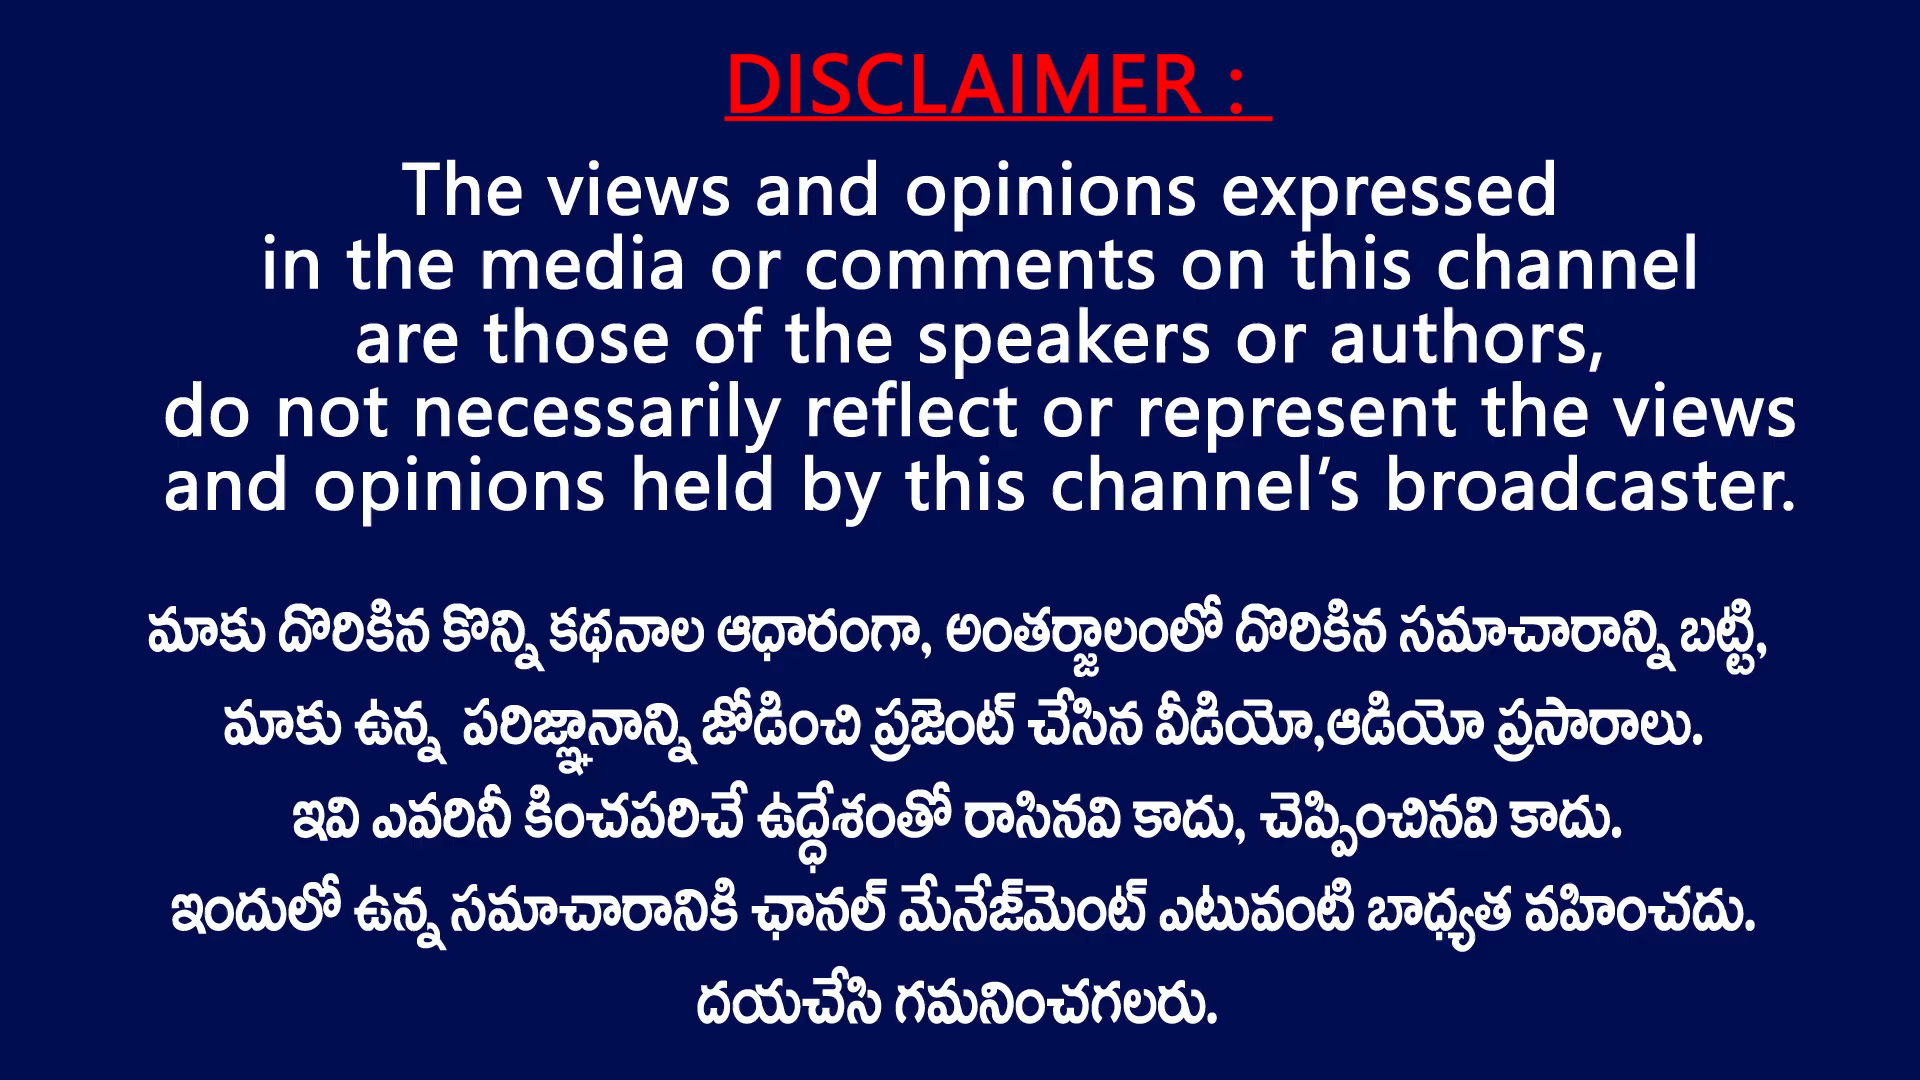 DISCLAIMER :
The views and opinions expressed
in the media or comments on this channel
are those of the speakers or authors,
do not necessarily reflect or represent the views
and opinions held by this channel’s broadcaster.
మాకు దొరికిన కొన్ని కథనాల ఆధారంగా, అంతర్జాలంలో దొరికిన సమాచారాన్ని బట్టి,
మాకు ఉన్న పరిజ్ఞానాన్ని జోడించి ప్రజెంట్ చేసిన వీడియో,ఆడియో ప్రసారాలు.
ఇవి ఎవరినీ కించపరిచే ఉద్ధేశంతో రాసినవి కాదు, చెప్పించినవి కాదు.
ఇందులో ఉన్న సమాచారానికి ఛానల్ మేనేజ్‌మెంట్ ఎటువంటి బాధ్యత వహించదు.
దయచేసి గమనించగలరు.